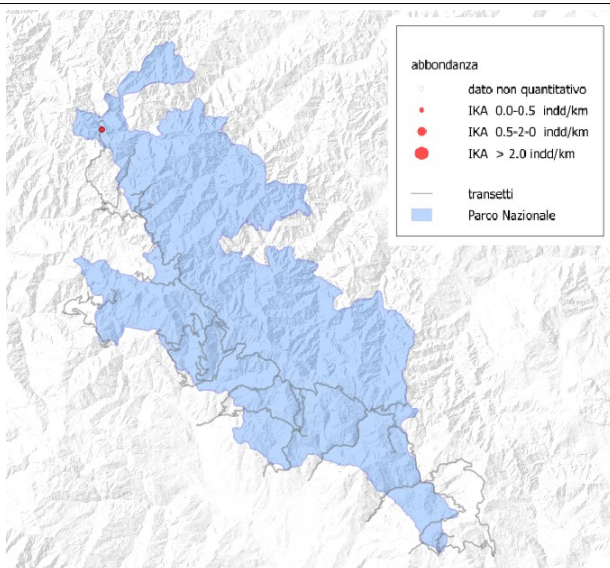 abbondanza
dato non quantitativo
IKA 0.0-0.5 indd/km
IKA 0.5-2-0 indd/km
IKA > 2.0 indd/km
transetti
Parco Nazionale